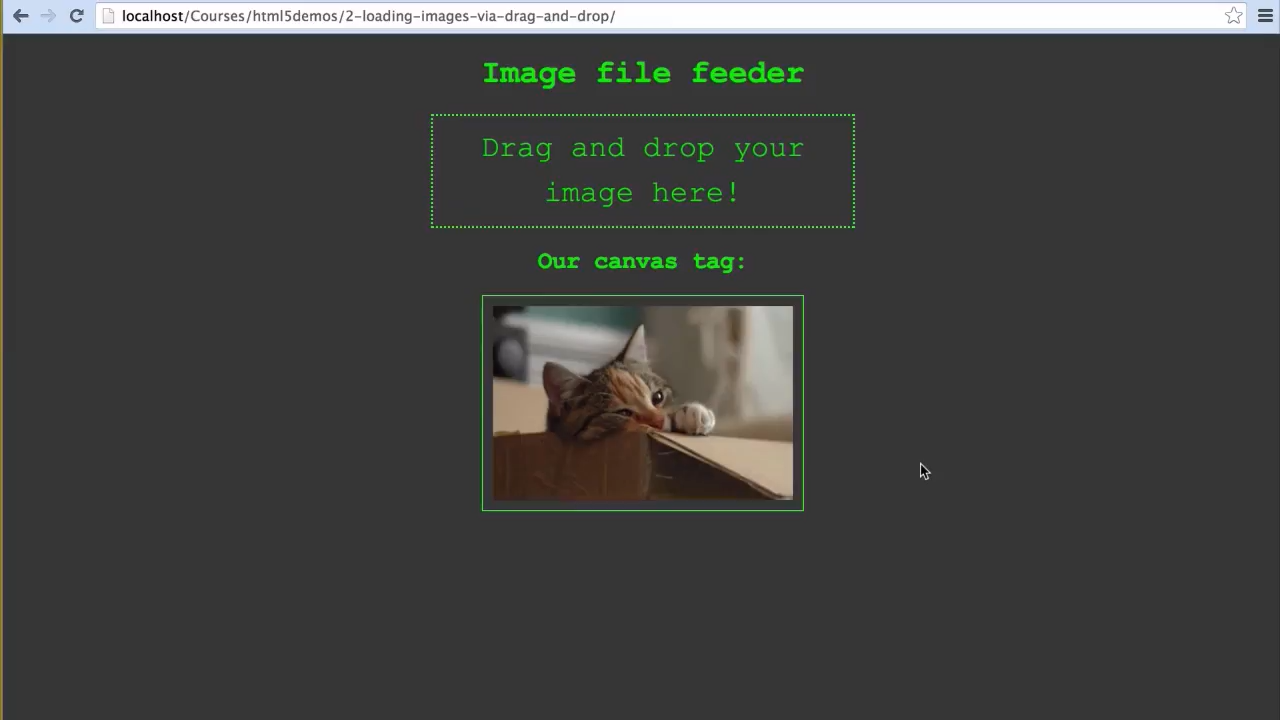 localhost/Courses/html5demos/2-loading-images-via-drag-and-drop/
Image file feeder
Drag and drop your
image here!
Our canvas tag: